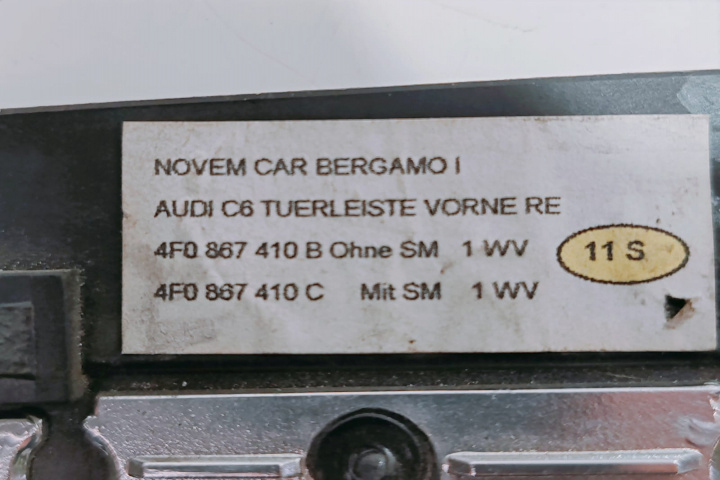 NOVEM CAR BERGAMO I
AUDI C6 TUERLEISTE VORNE RE
4F0 867 410 B Ohne SM 1 WV 11 S
4F0 867 410 C Mit SM 1 WV